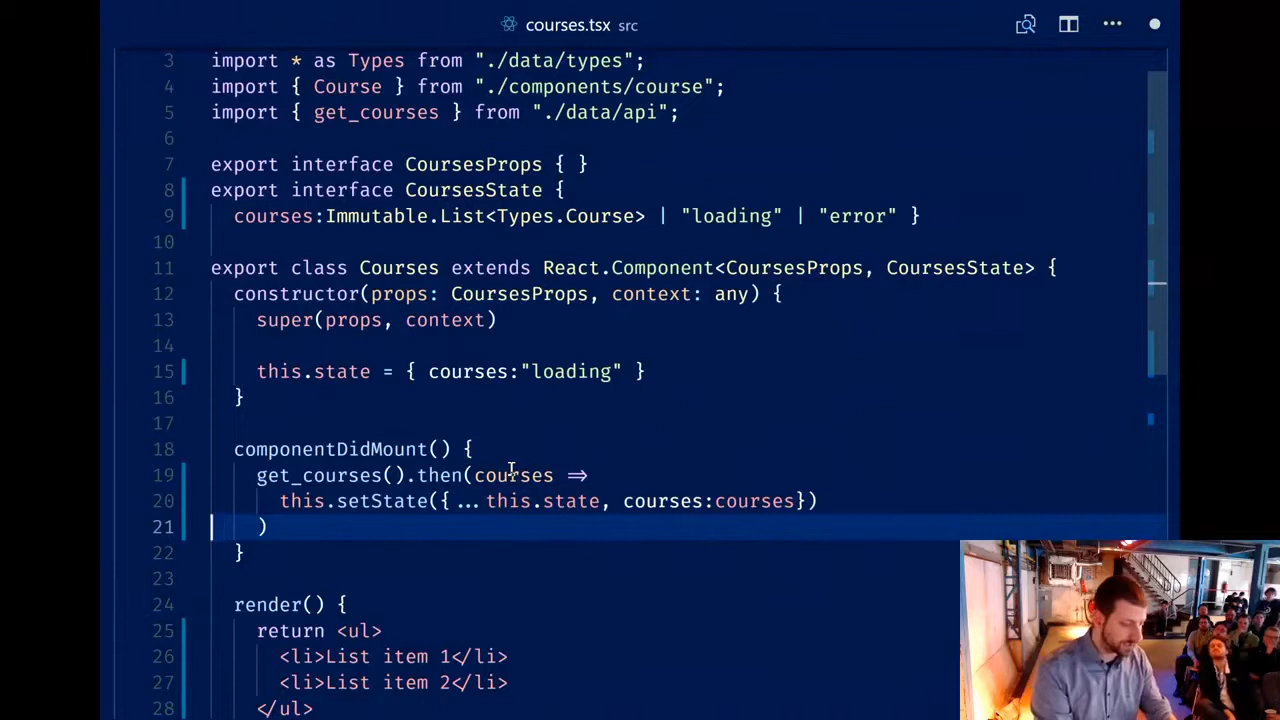 courses.tsx src
3 import * as Types from "./data/types";
4 import { Course } from "./components/course";
5 import { get_courses } from "./data/api";
6
7 export interface CoursesProps { }
8 export interface CoursesState {
9 courses:Immutable.List<Types.Course> | "loading" | "error" }
10
11 export class Courses extends React.Component<CoursesProps, CoursesState> {
12 constructor(props: CoursesProps, context: any) {
13 super(props, context)
14
15 this.state = { courses:"loading" }
16 }
17
18 componentDidMount() {
19 get_courses().then(courses =>
20 this.setState({...this.state, courses:courses})
21 )
22 }
23
24 render() {
25 return <ul>
26 <li>List item 1</li>
27 <li>List item 2</li>
28 </ul>